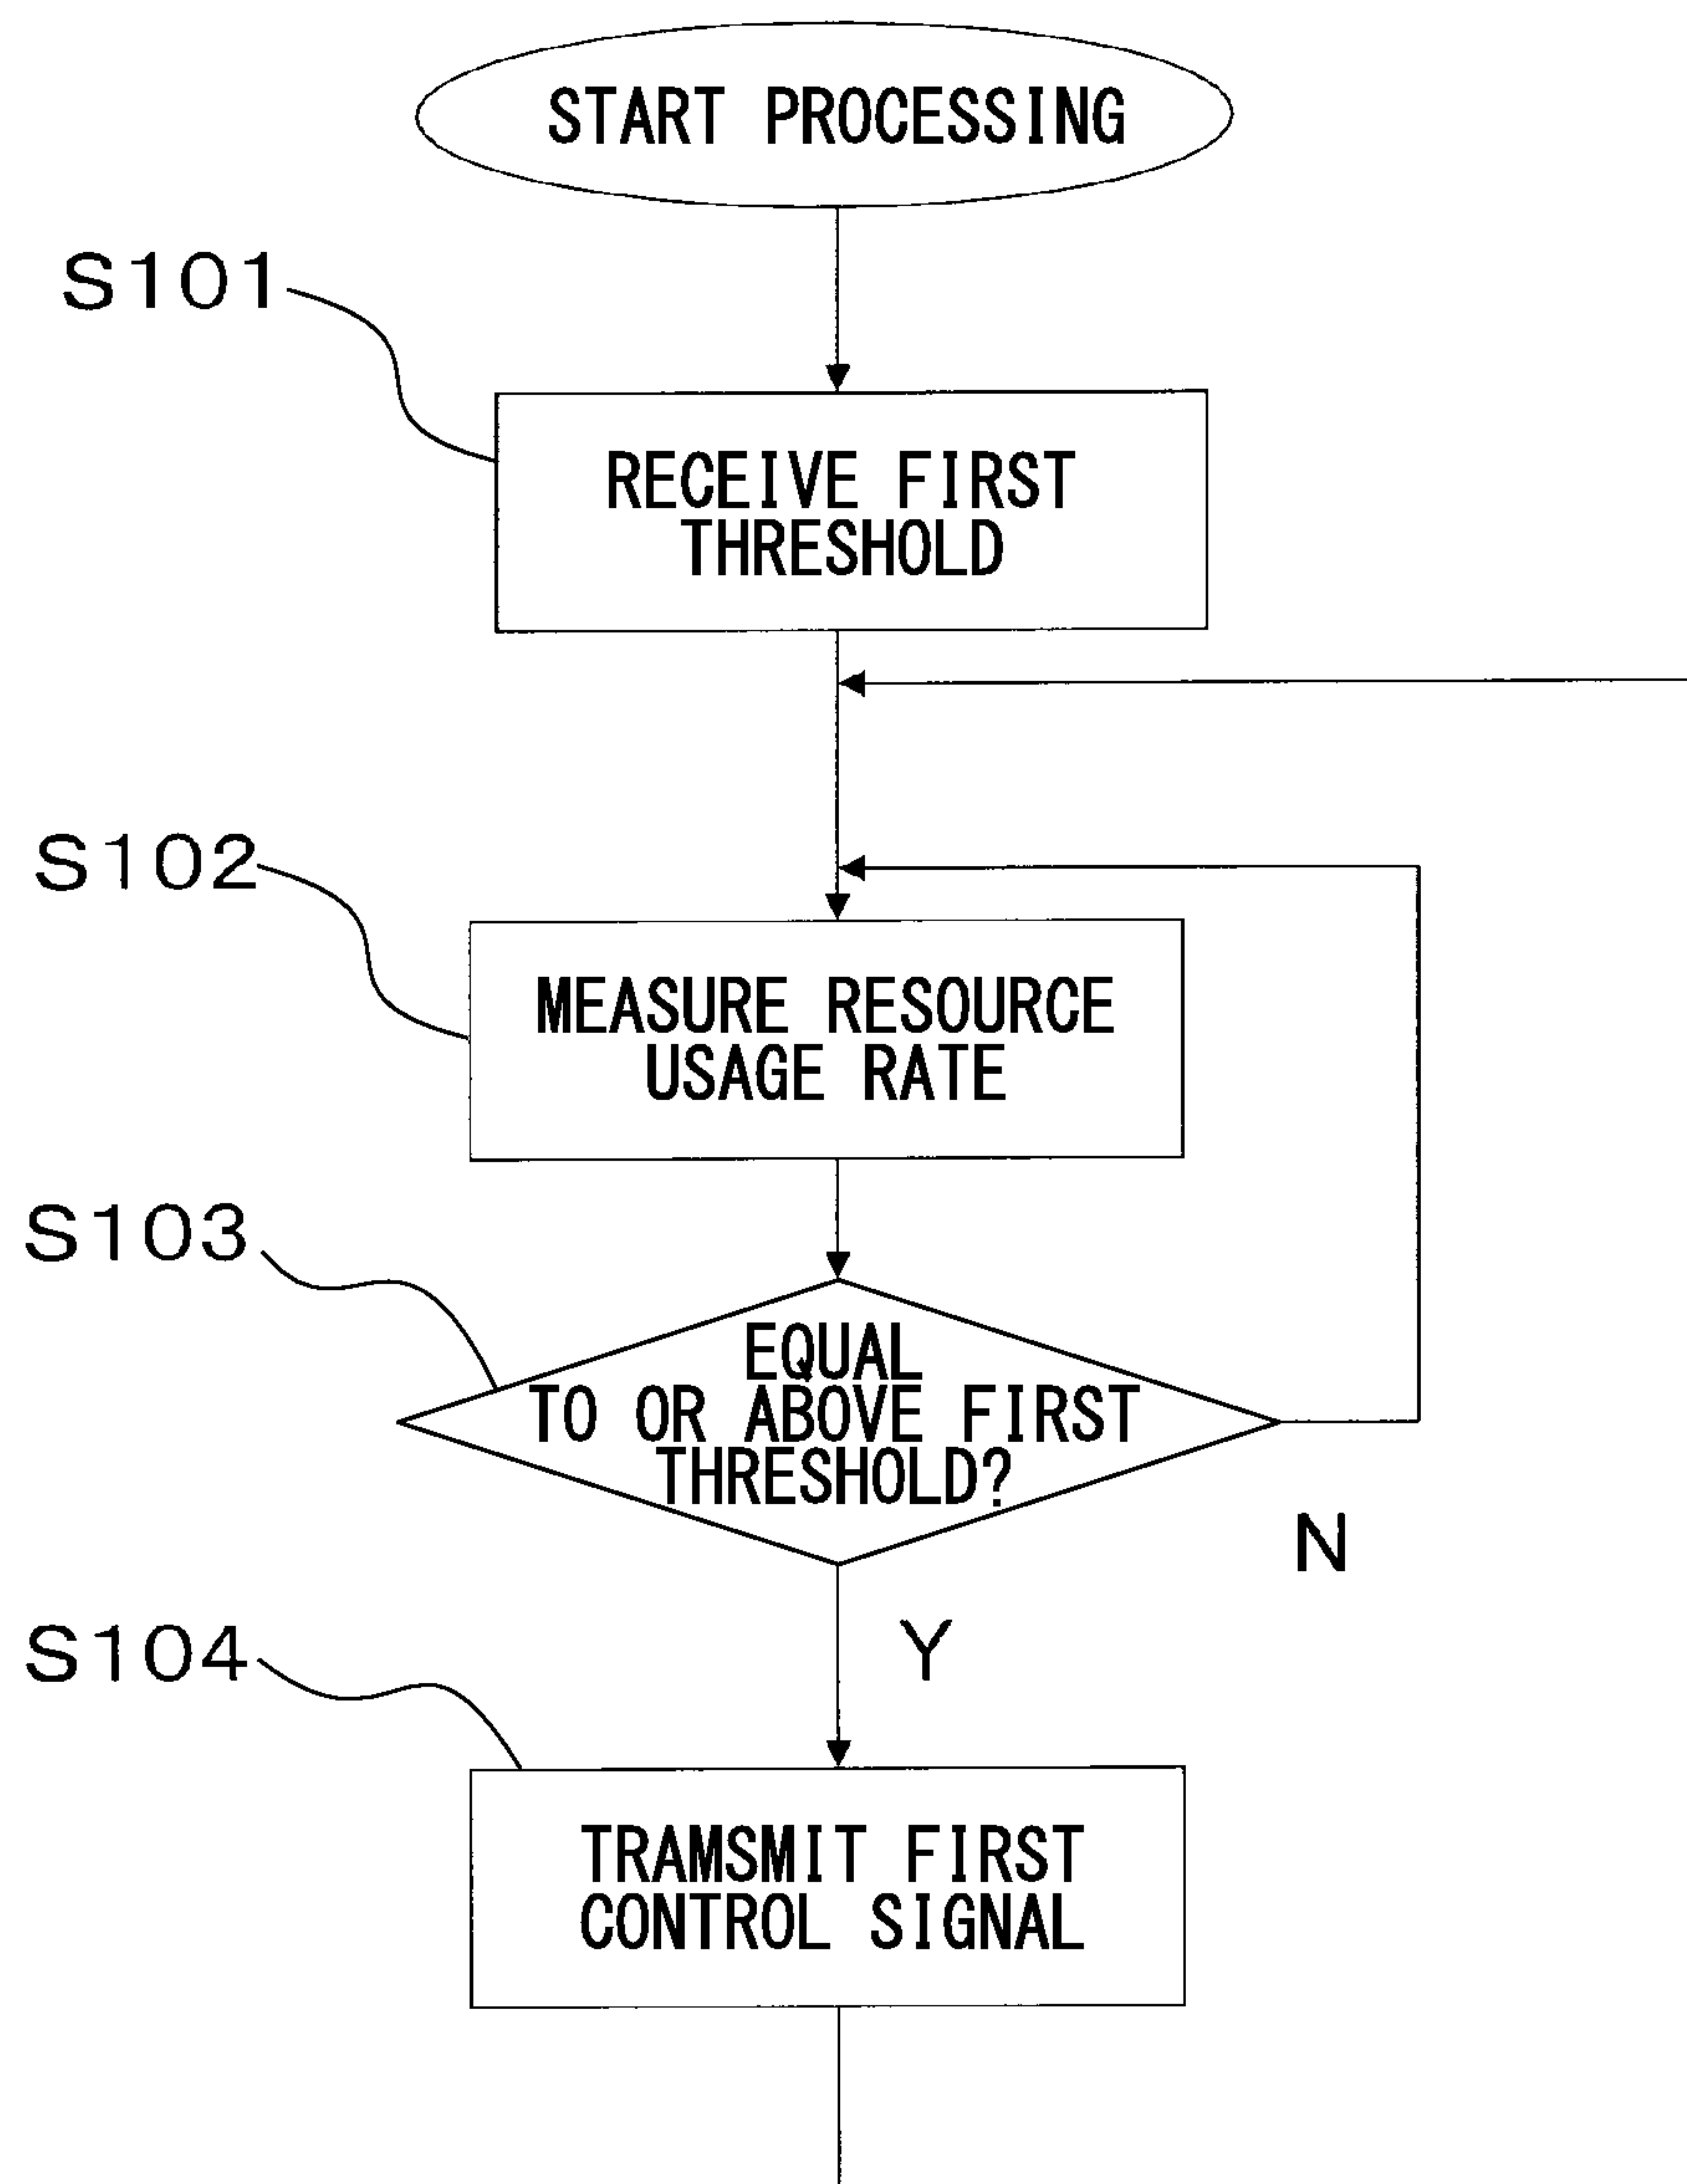 START PROCESSING
S101
RECEIVE FIRST
THRESHOLD
S102
MEASURE RESOURCE
USAGE RATE
S103
EQUAL
TO OR ABOVE FIRST
THRESHOLD?
N
Y
S104
TRAMSMIT FIRST
CONTROL SIGNAL